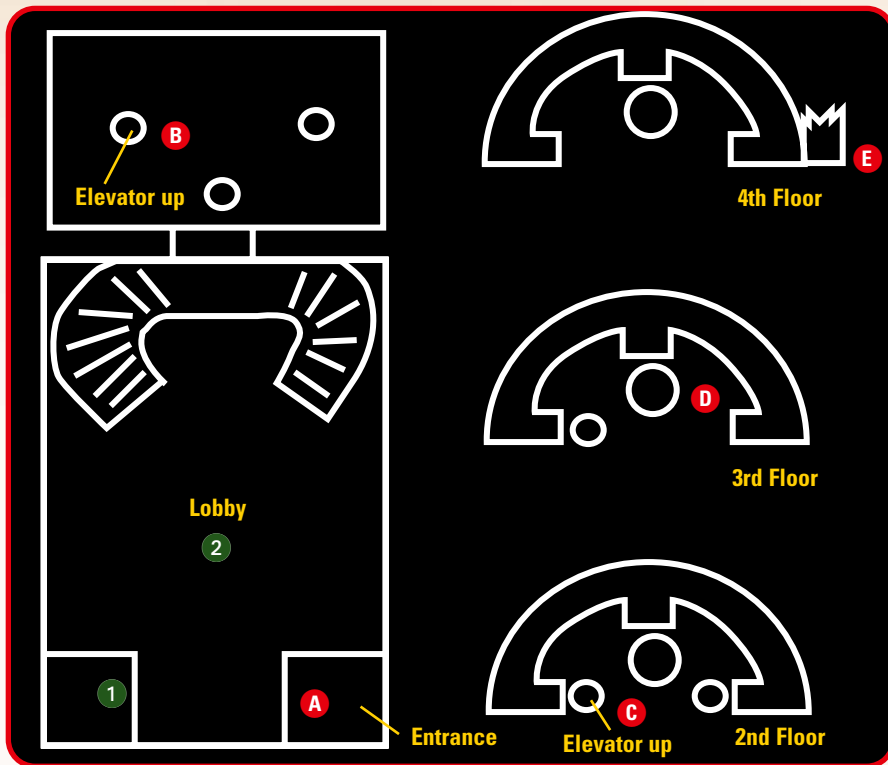 B
Elevator up
Lobby
2
1
A
Entrance
E
4th Floor
D
3rd Floor
C
Elevator up
2nd Floor